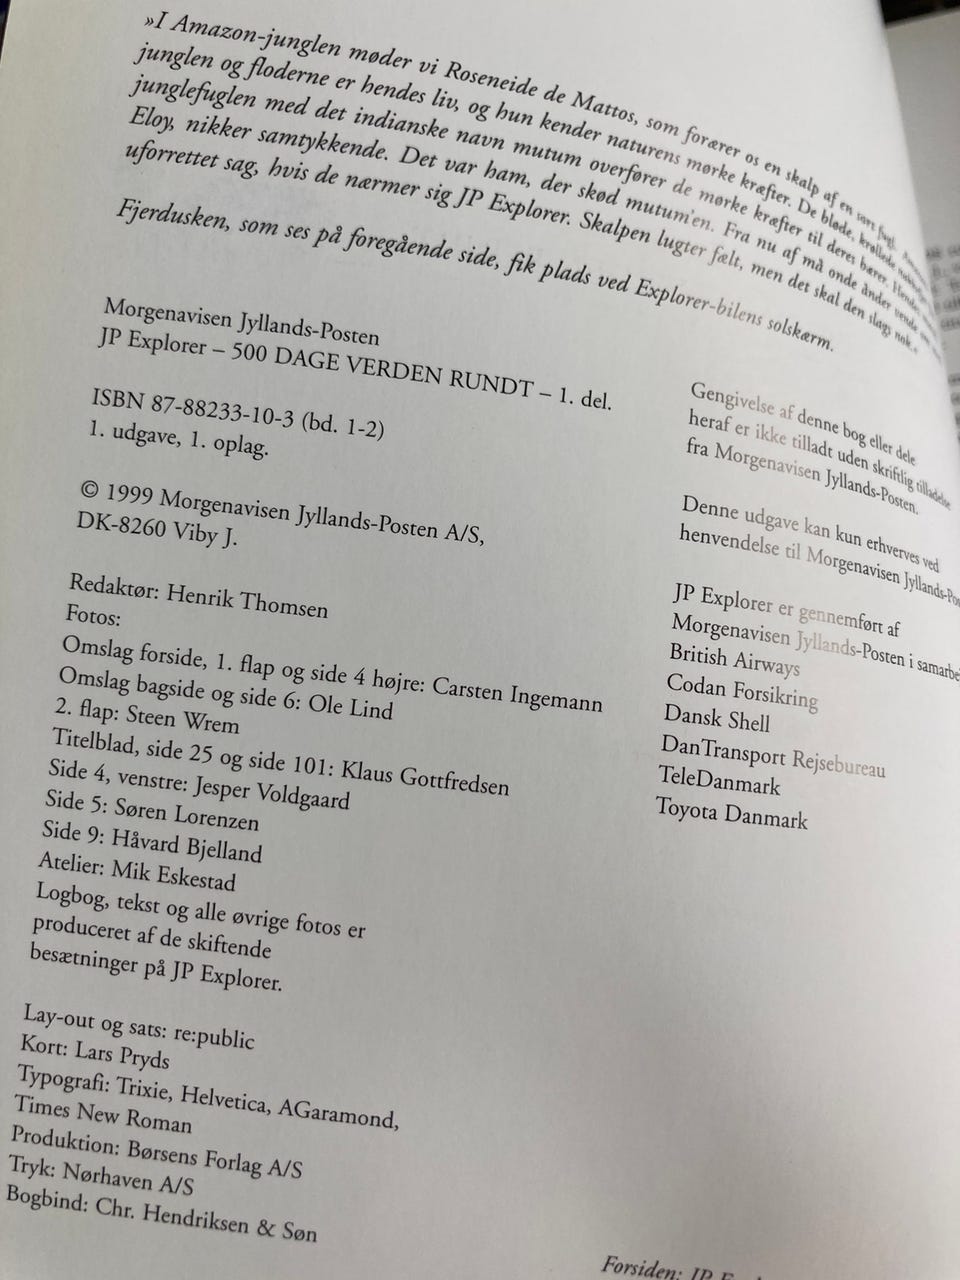 »I Amazon-junglen møder vi Roseneide de Mattos, som forærer os en skalp af en sort fugl.
junglen og floderne er hendes liv, og hun kender naturens mørke kræfter. De bløde, krøllede
junglefuglen med det indianske navn mutum overfører de mørke kræfter til deres bærer. Hendes
Eloy, nikker samtykkende. Det var ham, der skød mutum'en. Fra nu af må onde ånder vende om
uforrettet sag, hvis de nærmer sig JP Explorer. Skalpen lugter fælt, men det skal den slags nok.«
Fjerdusken, som ses på foregående side, fik plads ved Explorer-bilens solskærm.
Morgenavisen Jyllands-Posten
JP Explorer – 500 DAGE VERDEN RUNDT – 1. del.
ISBN 87-88233-10-3 (bd. 1-2)
1. udgave, 1. oplag.
© 1999 Morgenavisen Jyllands-Posten A/S,
DK-8260 Viby J.
Redaktør: Henrik Thomsen
Fotos:
Omslag forside, 1. flap og side 4 højre: Carsten Ingemann
Omslag bagside og side 6: Ole Lind
2. flap: Steen Wrem
Titelblad, side 25 og side 101: Klaus Gottfredsen
Side 4, venstre: Jesper Voldgaard
Side 5: Søren Lorenzen
Side 9: Håvard Bjelland
Atelier: Mik Eskestad
Logbog, tekst og alle øvrige fotos er
produceret af de skiftende
besætninger på JP Explorer.
Lay-out og sats: re:public
Kort: Lars Pryds
Typografi: Trixie, Helvetica, AGaramond,
Times New Roman
Produktion: Børsens Forlag A/S
Tryk: Nørhaven A/S
Bogbind: Chr. Hendriksen & Søn
Gengivelse af denne bog eller dele
heraf er ikke tilladt uden skriftlig tilladelse
fra Morgenavisen Jyllands-Posten.
Denne udgave kan kun erhverves ved
henvendelse til Morgenavisen Jyllands-Po
JP Explorer er gennemført af
Morgenavisen Jyllands-Posten i samarbe
British Airways
Codan Forsikring
Dansk Shell
DanTransport Rejsebureau
TeleDanmark
Toyota Danmark
Forsiden: JP E